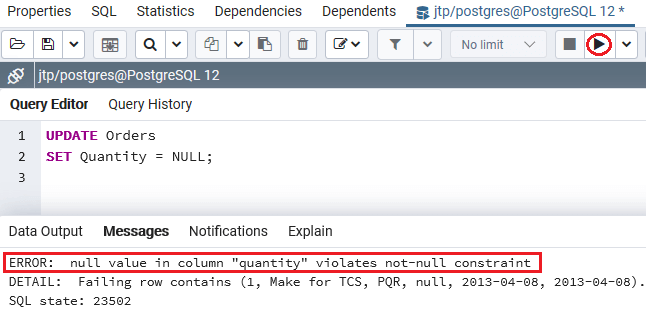 Properties SQL Statistics Dependencies Dependents jtp/postgres@PostgreSQL 12 *
No limit
jtp/postgres@PostgreSQL 12
Query Editor Query History
1 UPDATE Orders
2 SET Quantity = NULL;
3
Data Output Messages Notifications Explain
ERROR:  null value in column "quantity" violates not-null constraint
DETAIL:  Failing row contains (1, Make for TCS, PQR, null, 2013-04-08, 2013-04-08).
SQL state: 23502